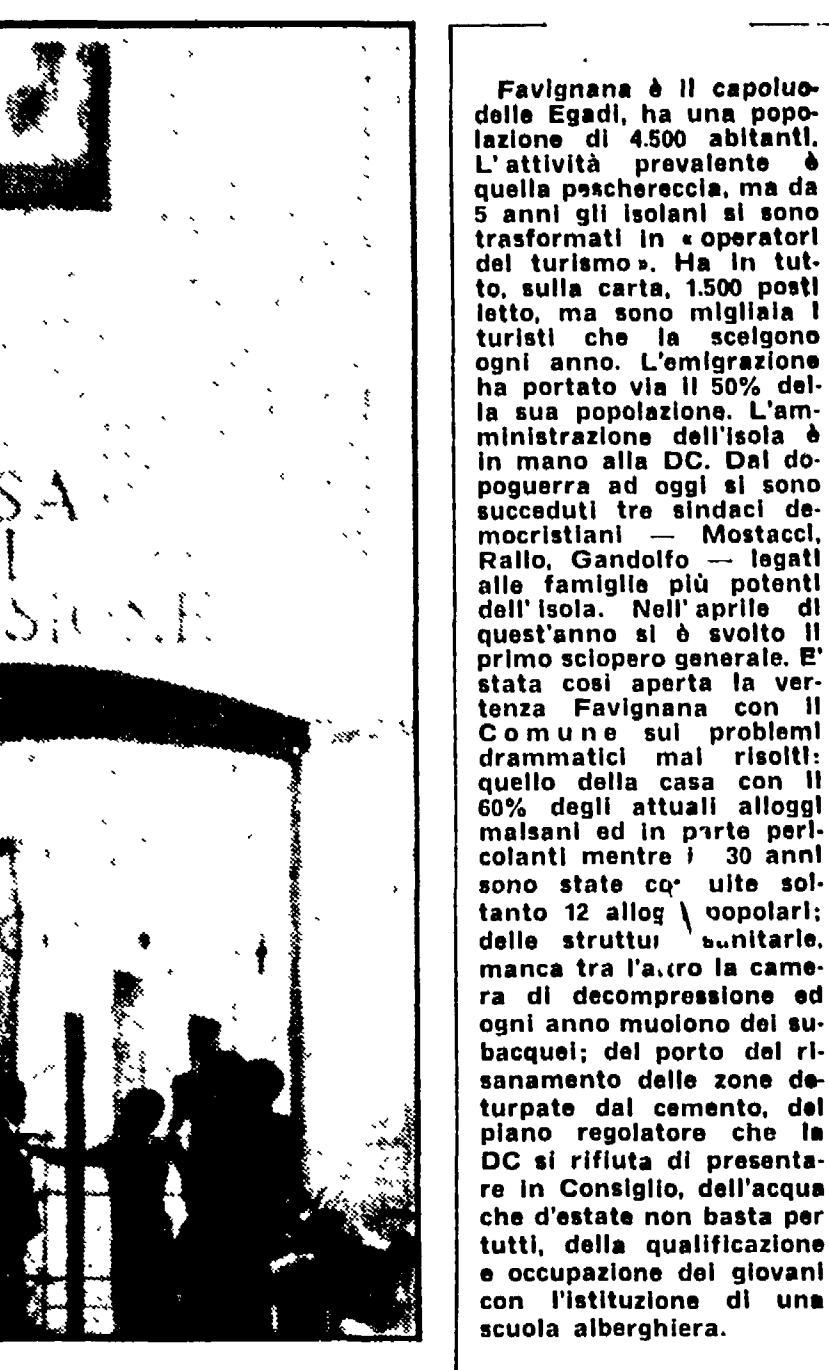 SA
Favignana è il capoluo-
delle Egadi, ha una popo-
lazione di 4.500 abitanti.
L'attività prevalente è
quella peschereccia, ma da
5 anni gli isolani si sono
trasformati in « operatori
del turismo ». Ha in tut-
to, sulla carta, 1.500 posti
letto, ma sono migliaia i
turisti che la scelgono
ogni anno. L'emigrazione
ha portato via il 50% del-
la sua popolazione. L'am-
ministrazione dell'isola è
in mano alla DC. Dal do-
poguerra ad oggi si sono
succeduti tre sindaci de-
mocristiani — Mostacci,
Rallo, Gandolfo — legati
alle famiglie più potenti
dell'isola. Nell'aprile di
quest'anno si è svolto il
primo sciopero generale. E'
stata così aperta la ver-
tenza Favignana con il
Comune sui problemi
drammatici mai risolti:
quello della casa con il
60% degli attuali alloggi
malsani ed in parte peri-
colanti mentre 30 anni
sono state sol-
tanto 12 popolari;
delle sanitarie,
manca tra l'altro la came-
ra di decompressione ed
ogni anno muoiono dei su-
bacquei; del porto del ri-
sanamento delle zone de-
turpate dal cemento, del
piano regolatore che la
DC si rifiuta di presenta-
re in Consiglio, dell'acqua
che d'estate non basta per
tutti, della qualificazione
e occupazione dei giovani
con l'istituzione di una
scuola alberghiera.